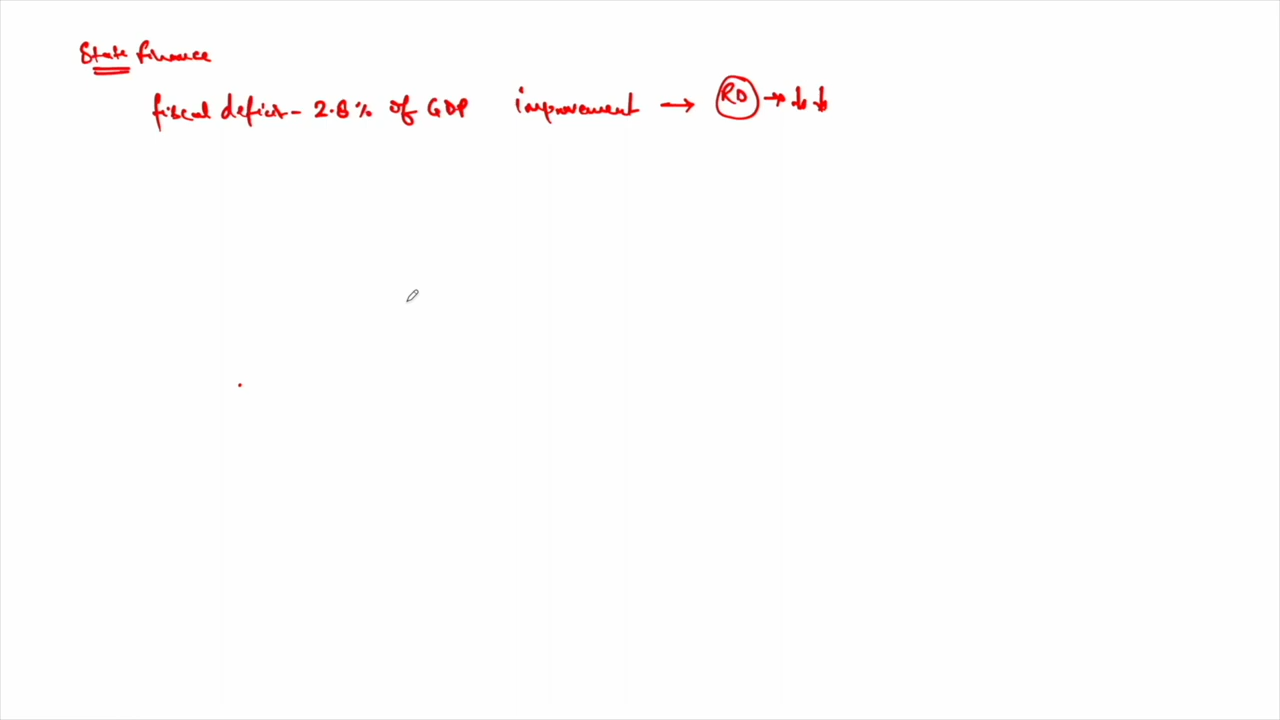 State finance
fiscal deficit - 2.8% of GDP improvement → RD → ↓↓